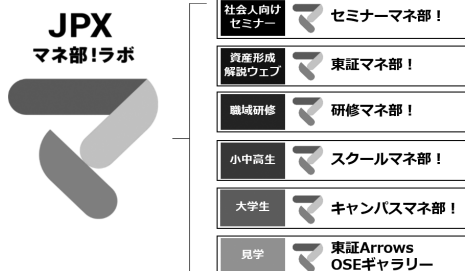 JPX
マネ部!ラボ
社会人向け
セミナー
セミナーマネ部!
資産形成
解説ウェブ
東証マネ部!
職域研修
研修マネ部!
小中高生
スクールマネ部!
大学生
キャンパスマネ部!
見学
東証Arrows
OSEギャラリー